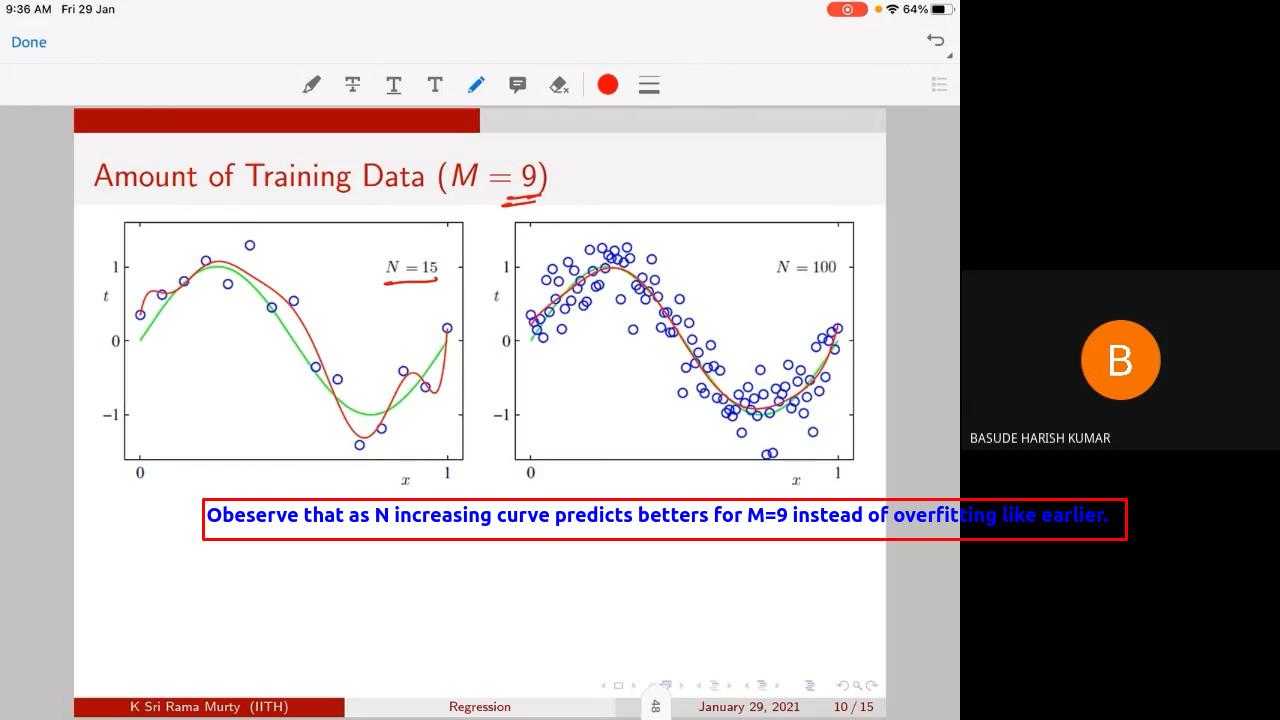 9:36 AM Fri 29 Jan
64%
Done
T T T
Amount of Training Data (M = 9)
N = 15
t
1
0
−1
0
x
1
N = 100
t
1
0
−1
0
x
1
Obeserve that as N increasing curve predicts betters for M=9 instead of overfitting like earlier.
B
BASUDE HARISH KUMAR
K Sri Rama Murty (IITH)
Regression
48
January 29, 2021
10 / 15